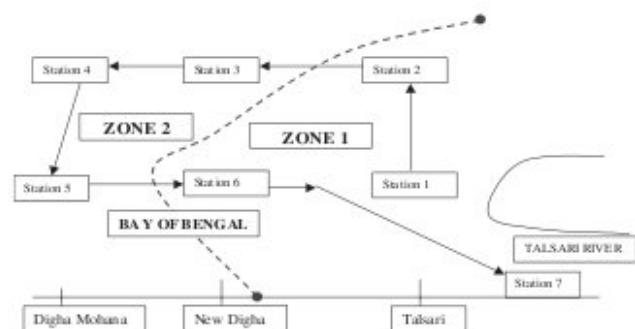 Station 4
Station 3
Station 2
ZONE 2
ZONE 1
Station 5
Station 6
Station 1
BAY OF BENGAL
TALSARI RIVER
Station 7
Digha Mohana
New Digha
Talsari